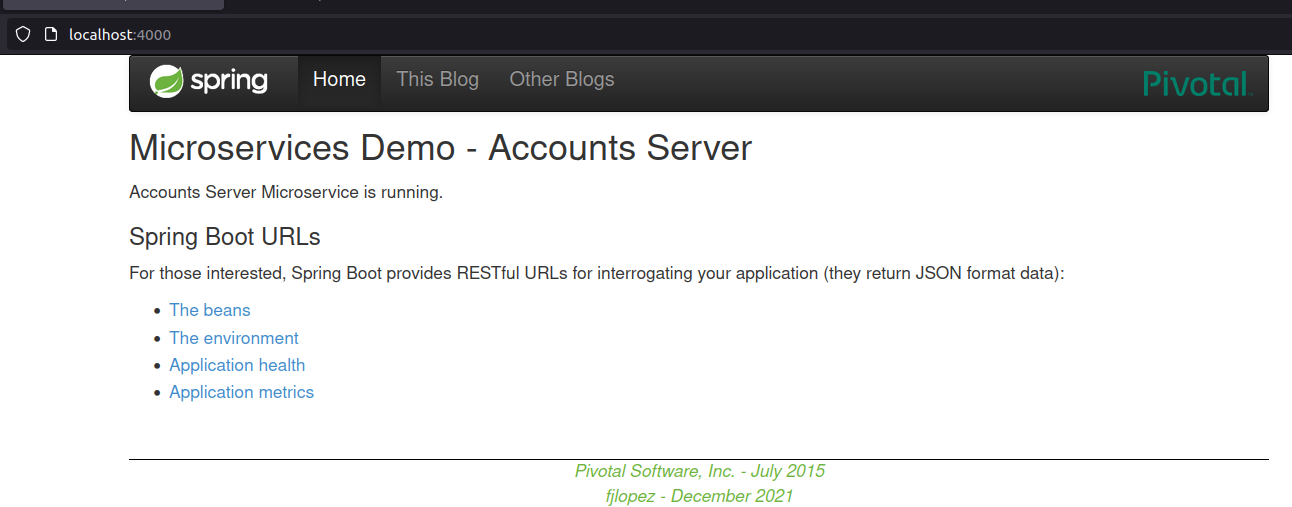 localhost:4000
spring Home This Blog Other Blogs Pivotal
Microservices Demo - Accounts Server
Accounts Server Microservice is running.
Spring Boot URLs
For those interested, Spring Boot provides RESTful URLs for interrogating your application (they return JSON format data):
• The beans
• The environment
• Application health
• Application metrics
Pivotal Software, Inc. - July 2015
fjlopez - December 2021